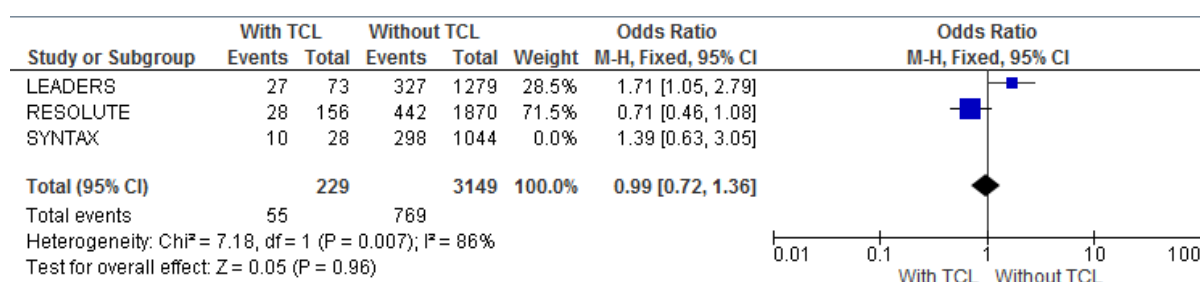 With TCL Without TCL Odds Ratio Odds Ratio
Study or Subgroup Events Total Events Total Weight M-H, Fixed, 95% CI M-H, Fixed, 95% CI
LEADERS 27 73 327 1279 28.5% 1.71 [1.05, 2.79]
RESOLUTE 28 156 442 1870 71.5% 0.71 [0.46, 1.08]
SYNTAX 10 28 298 1044 0.0% 1.39 [0.63, 3.05]
Total (95% CI) 229 3149 100.0% 0.99 [0.72, 1.36]
Total events 55 769
Heterogeneity: Chi² = 7.18, df = 1 (P = 0.007); I² = 86%
Test for overall effect: Z = 0.05 (P = 0.96)
0.01 0.1 1 10 100
With TCL Without TCL